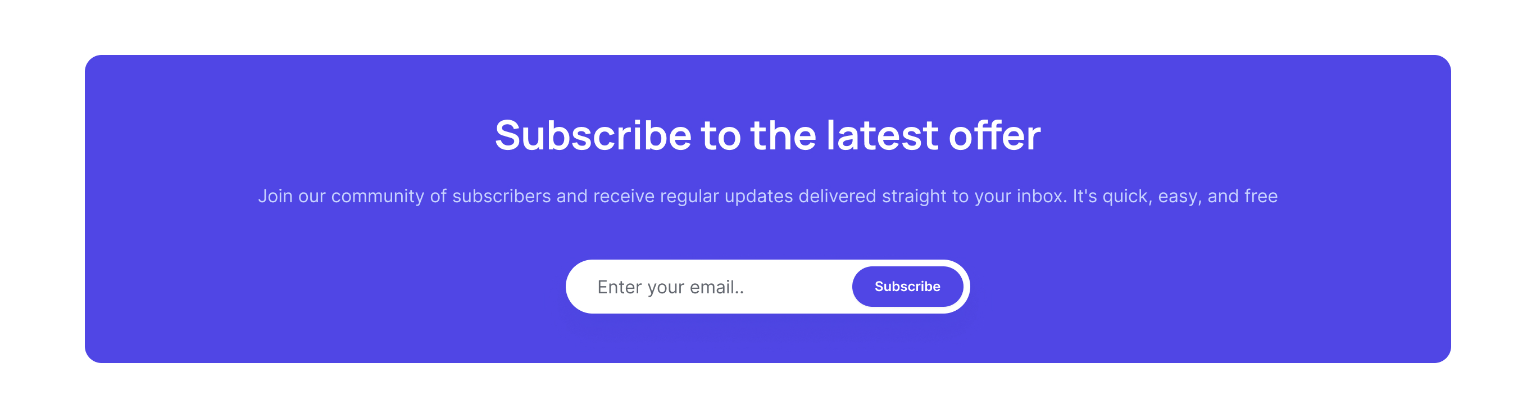 Subscribe to the latest offer
Join our community of subscribers and receive regular updates delivered straight to your inbox. It's quick, easy, and free
Enter your email..
Subscribe